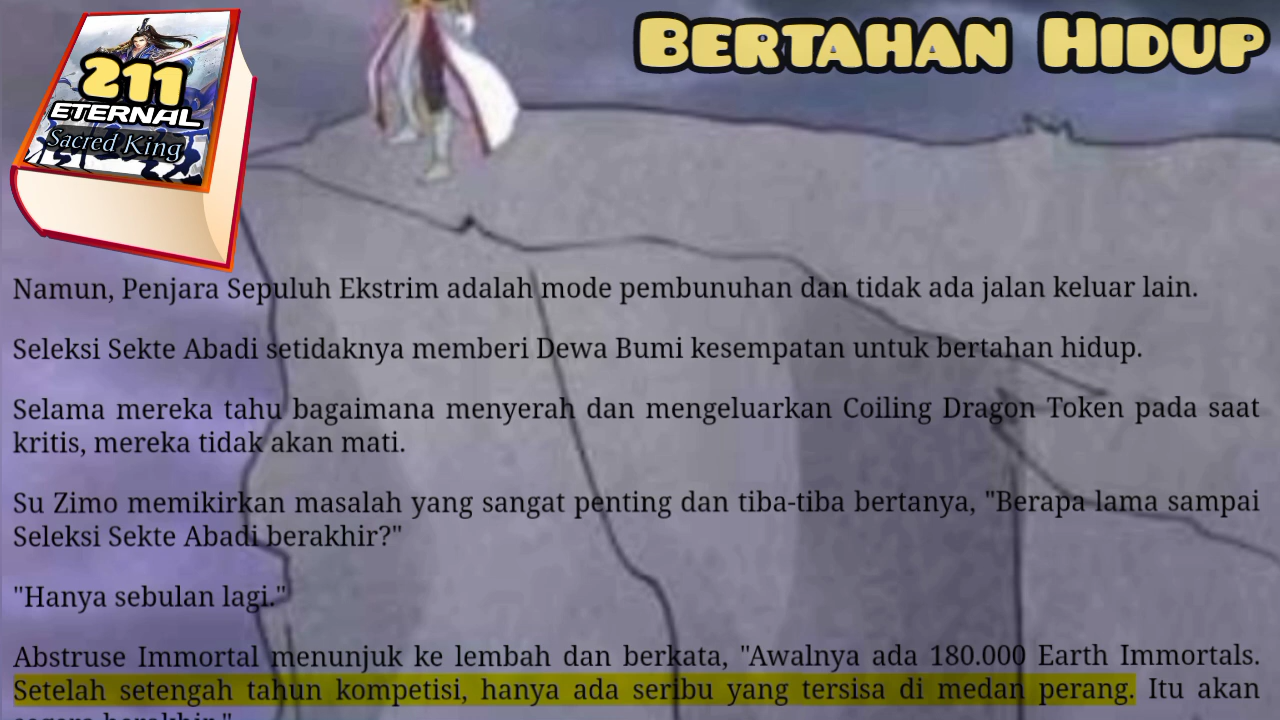 BERTAHAN HIDUP
211
ETERNAL
Sacred King
Namun, Penjara Sepuluh Ekstrim adalah mode pembunuhan dan tidak ada jalan keluar lain.
Seleksi Sekte Abadi setidaknya memberi Dewa Bumi kesempatan untuk bertahan hidup.
Selama mereka tahu bagaimana menyerah dan mengeluarkan Coiling Dragon Token pada saat
kritis, mereka tidak akan mati.
Su Zimo memikirkan masalah yang sangat penting dan tiba-tiba bertanya, "Berapa lama sampai
Seleksi Sekte Abadi berakhir?"
"Hanya sebulan lagi."
Abstruse Immortal menunjuk ke lembah dan berkata, "Awalnya ada 180.000 Earth Immortals.
Setelah setengah tahun kompetisi, hanya ada seribu yang tersisa di medan perang. Itu akan
segera berakhir."